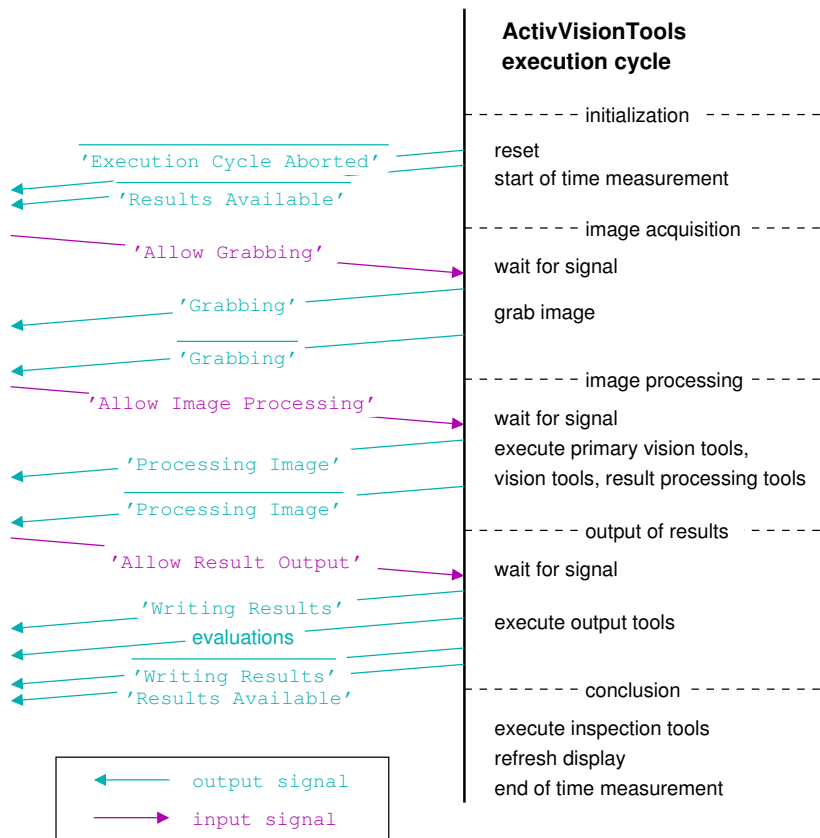 ActivVisionTools
execution cycle
initialization
'Execution Cycle Aborted'
reset
start of time measurement
'Results Available'
image acquisition
'Allow Grabbing'
wait for signal
'Grabbing'
grab image
'Grabbing'
image processing
'Allow Image Processing'
wait for signal
execute primary vision tools,
'Processing Image'
vision tools, result processing tools
'Processing Image'
output of results
'Allow Result Output'
wait for signal
'Writing Results'
execute output tools
evaluations
'Writing Results'
'Results Available'
conclusion
execute inspection tools
refresh display
end of time measurement
output signal
input signal